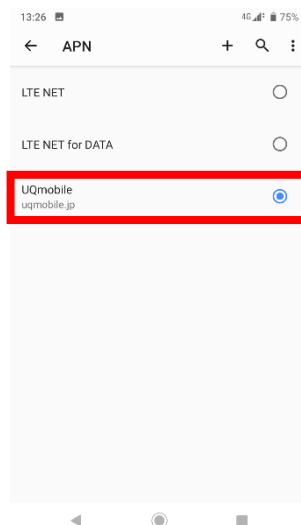 13:26 4G 75%
APN
LTE NET
LTE NET for DATA
UQmobile
uqmobile.jp